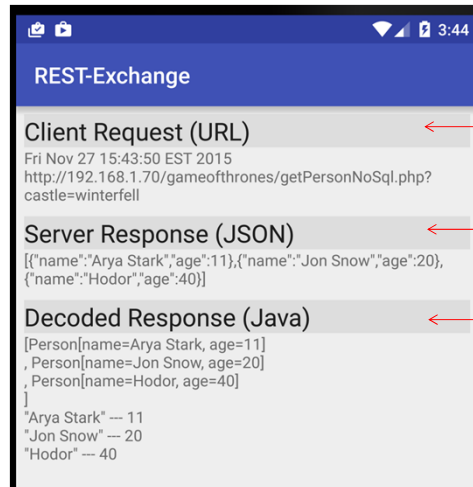 3:44
REST-Exchange
Client Request (URL)
Fri Nov 27 15:43:50 EST 2015
http://192.168.1.70/gameofthrones/getPersonNoSql.php?
castle=winterfell
Server Response (JSON)
[{"name":"Arya Stark","age":11},{"name":"Jon Snow","age":20},
{"name":"Hodor","age":40}]
Decoded Response (Java)
[Person[name=Arya Stark, age=11]
, Person[name=Jon Snow, age=20]
, Person[name=Hodor, age=40]
]
"Arya Stark" --- 11
"Jon Snow" --- 20
"Hodor" --- 40